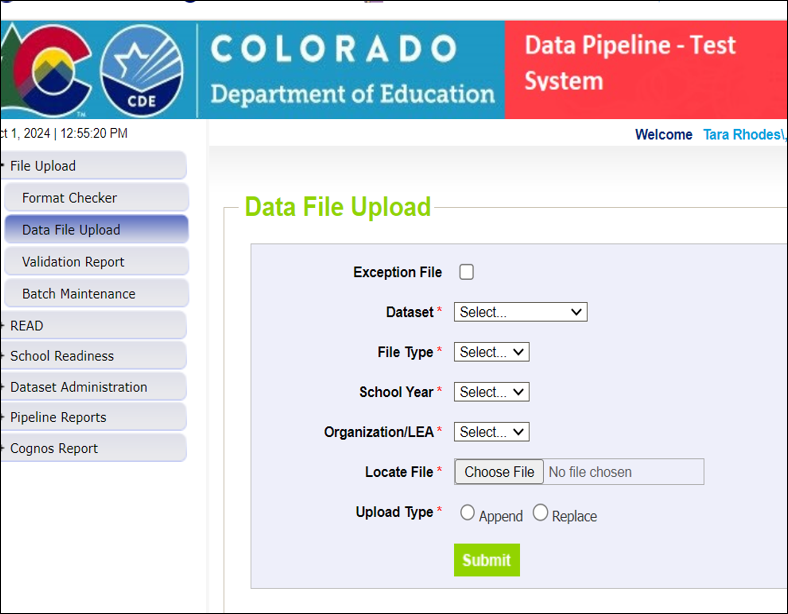 COLORADO
Department of Education
CDE
TM
Data Pipeline - Test
System
ct 1, 2024 | 12:55:20 PM
Welcome Tara Rhodes\,
File Upload
Format Checker
Data File Upload
Validation Report
Batch Maintenance
READ
School Readiness
Dataset Administration
Pipeline Reports
Cognos Report
Data File Upload
Exception File
Dataset * Select...
File Type * Select...
School Year * Select...
Organization/LEA * Select...
Locate File * Choose File No file chosen
Upload Type * Append Replace
Submit